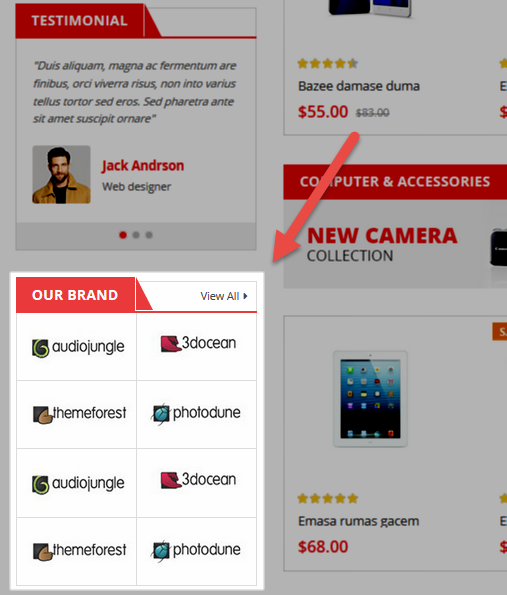 TESTIMONIAL
"Duis aliquam, magna ac fermentum are
finibus, orci viverra risus, non into varius
tellus tortor sed eros. Sed pharetra ante
sit amet suscipit ornare"
Jack Andrson
Web designer
OUR BRAND
View All
audiojungle
3docean
themeforest
photodune
audiojungle
3docean
themeforest
photodune
Bazee damase duma
$55.00 $83.00
COMPUTER & ACCESSORIES
NEW CAMERA
COLLECTION
Emasa rumas gacem
$68.00